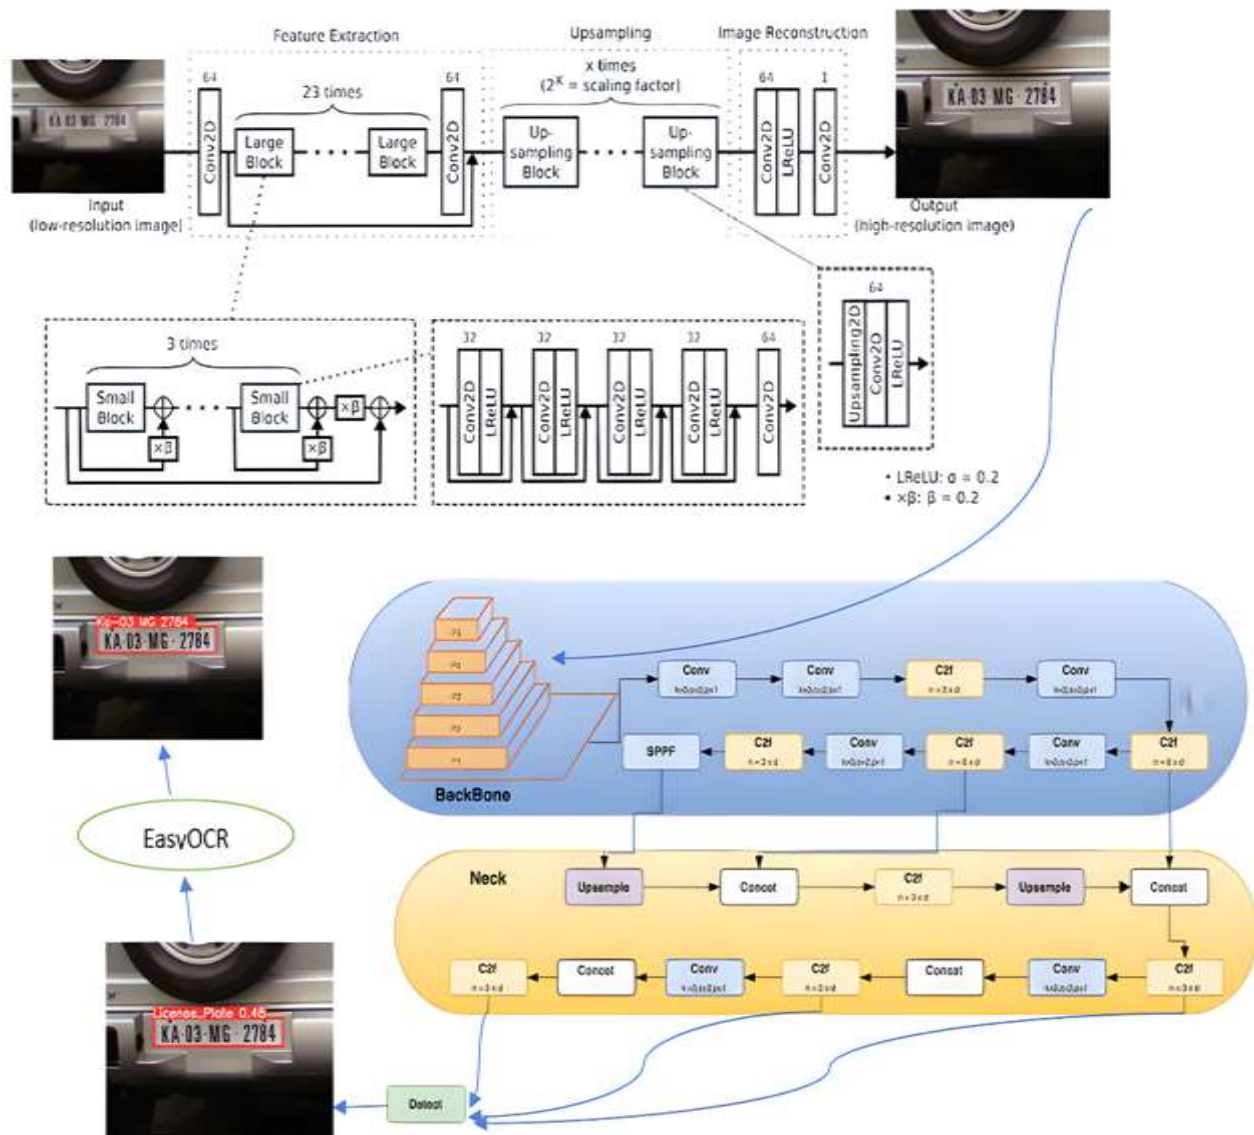 Feature Extraction
Upsampling
Image Reconstruction
64
23 times
64
x times
(2^x = scaling factor)
64
1
KA 03 MG 2784
KA·03 MG·2784
Conv2D
Large
Block
Large
Block
Conv2D
Up-
sampling
Block
Up-
sampling
Block
Conv2D
LReLU
Conv2D
Input
(low-resolution image)
Output
(high-resolution image)
3 times
Small
Block
Small
Block
×β
×β
×β
32
32
32
32
64
Conv2D
LReLU
Conv2D
LReLU
Conv2D
LReLU
Conv2D
LReLU
Conv2D
64
Upsampling2D
Conv2D
LReLU
• LReLU: α = 0.2
• ×β: β = 0.2
Ka-03 MG 2784
KA·03·MG·2784
EasyOCR
License_Plate 0.48
KA·03·MG·2784
BackBone
Conv
Conv
C2f
Conv
SPPF
C2f
Conv
C2f
Conv
C2f
Neck
Upsample
Concat
C2f
Upsample
Concat
C2f
Concat
Conv
C2f
Concat
Conv
C2f
Detect